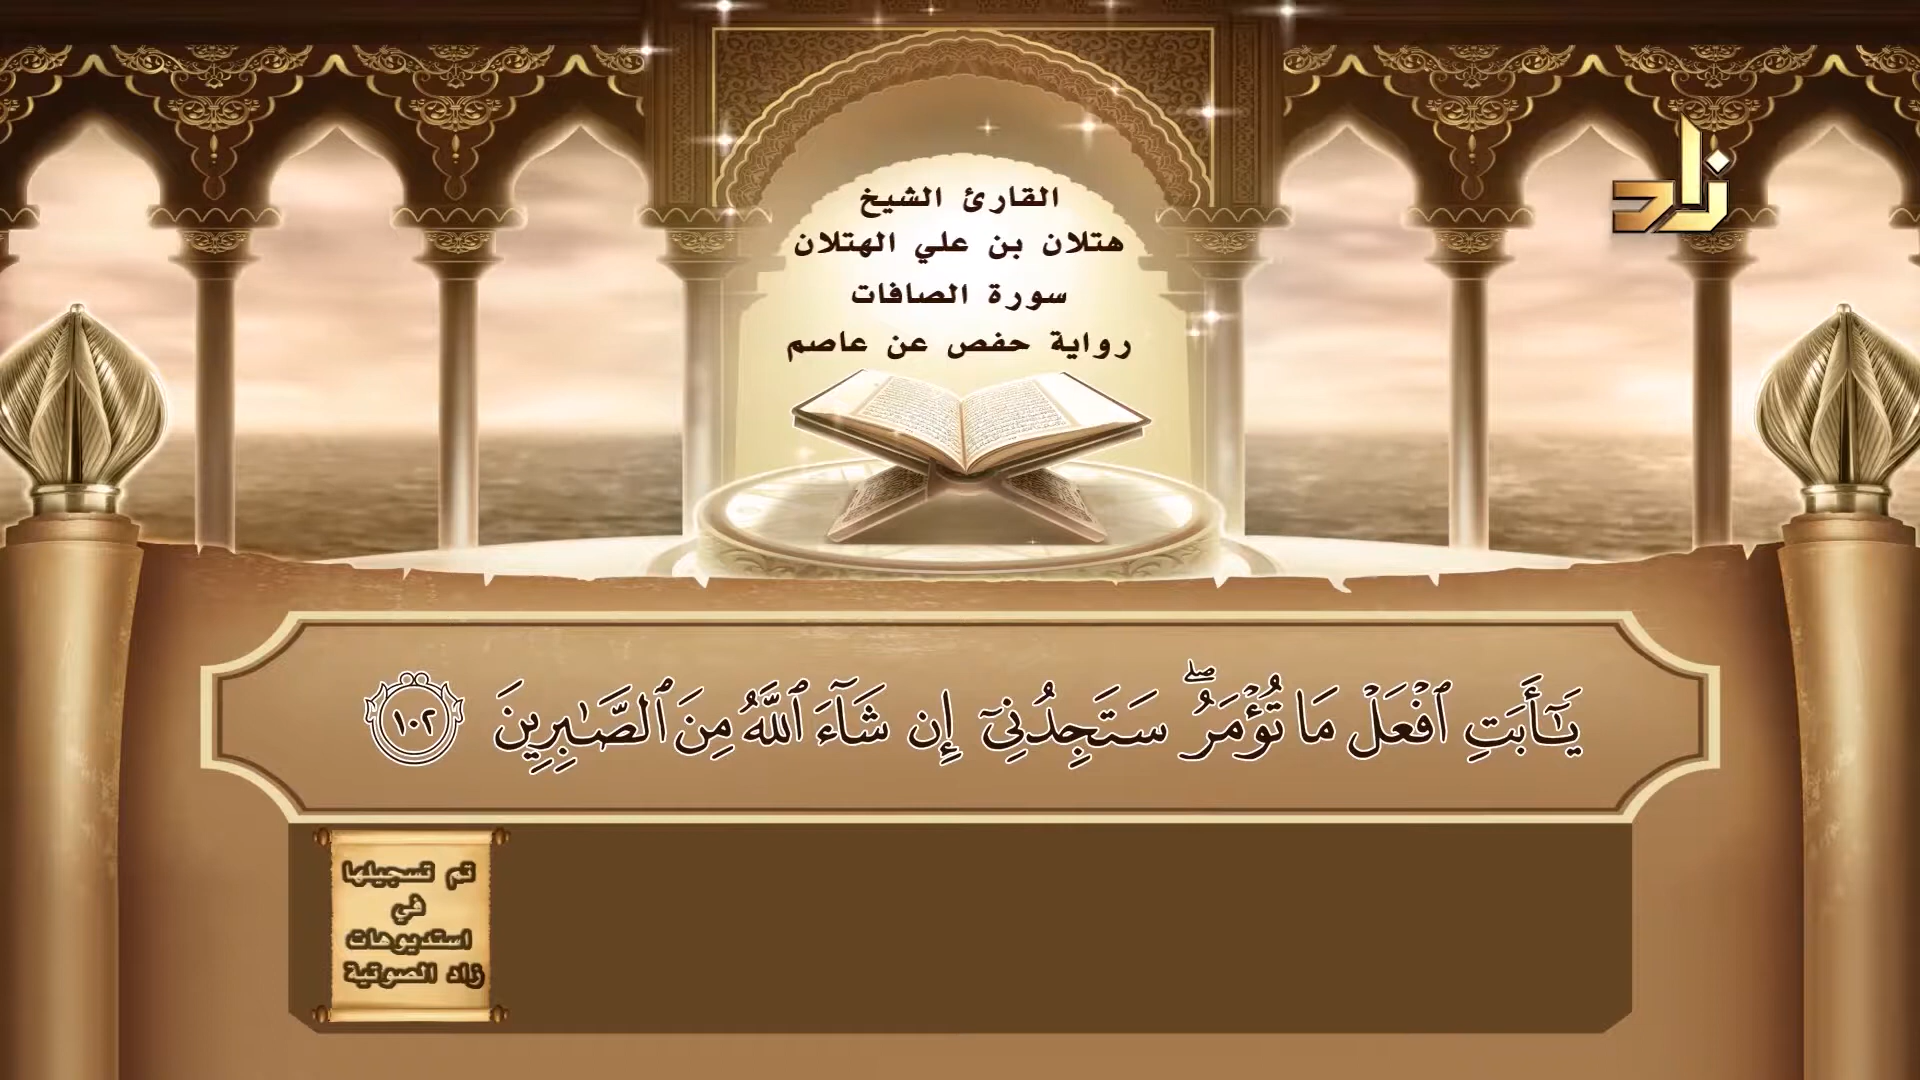 القارئ الشيخ
هتلان بن علي الهتلان
سورة الصافات
رواية حفص عن عاصم
زاد
يَٰٓأَبَتِ ٱفْعَلْ مَا تُؤْمَرُ ۖ سَتَجِدُنِىٓ إِن شَآءَ ٱللَّهُ مِنَ ٱلصَّٰبِرِينَ ١٠٢
تم تسجيلها
في
استديوهات
زاد الصوتية